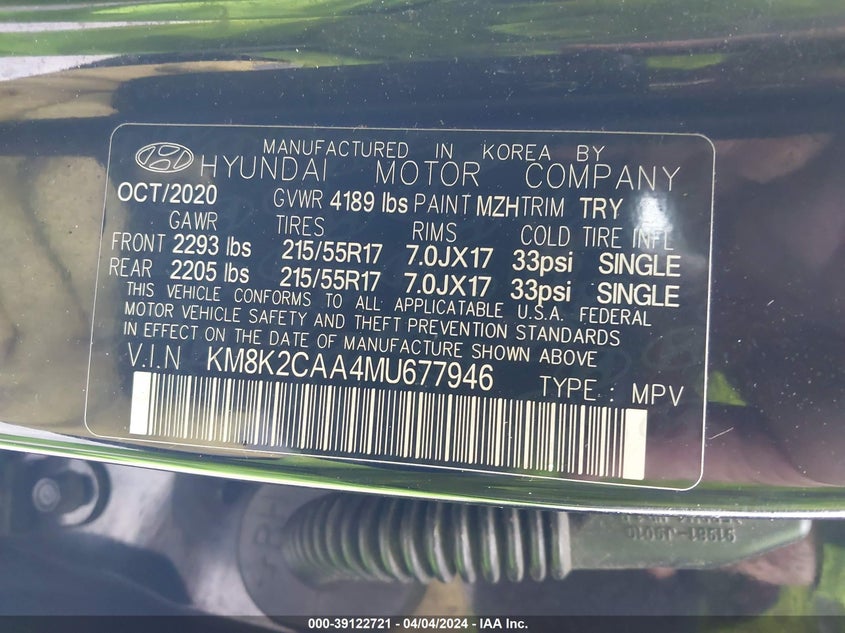 MANUFACTURED IN KOREA BY
HYUNDAI MOTOR COMPANY
OCT/2020 GVWR 4189 lbs PAINT MZH TRIM TRY
GAWR TIRES RIMS COLD TIRE INFL
FRONT 2293 lbs 215/55R17 7.0JX17 33psi SINGLE
REAR 2205 lbs 215/55R17 7.0JX17 33psi SINGLE
THIS VEHICLE CONFORMS TO ALL APPLICATABLE U.S.A. FEDERAL
MOTOR VEHICLE SAFETY AND THEFT PREVENTION STANDARDS
IN EFFECT ON THE DATE OF MANUFACTURE SHOWN ABOVE
V.I.N KM8K2CAA4MU677946 TYPE : MPV
91981-J9010
000-39122721 - 04/04/2024 - IAA Inc.